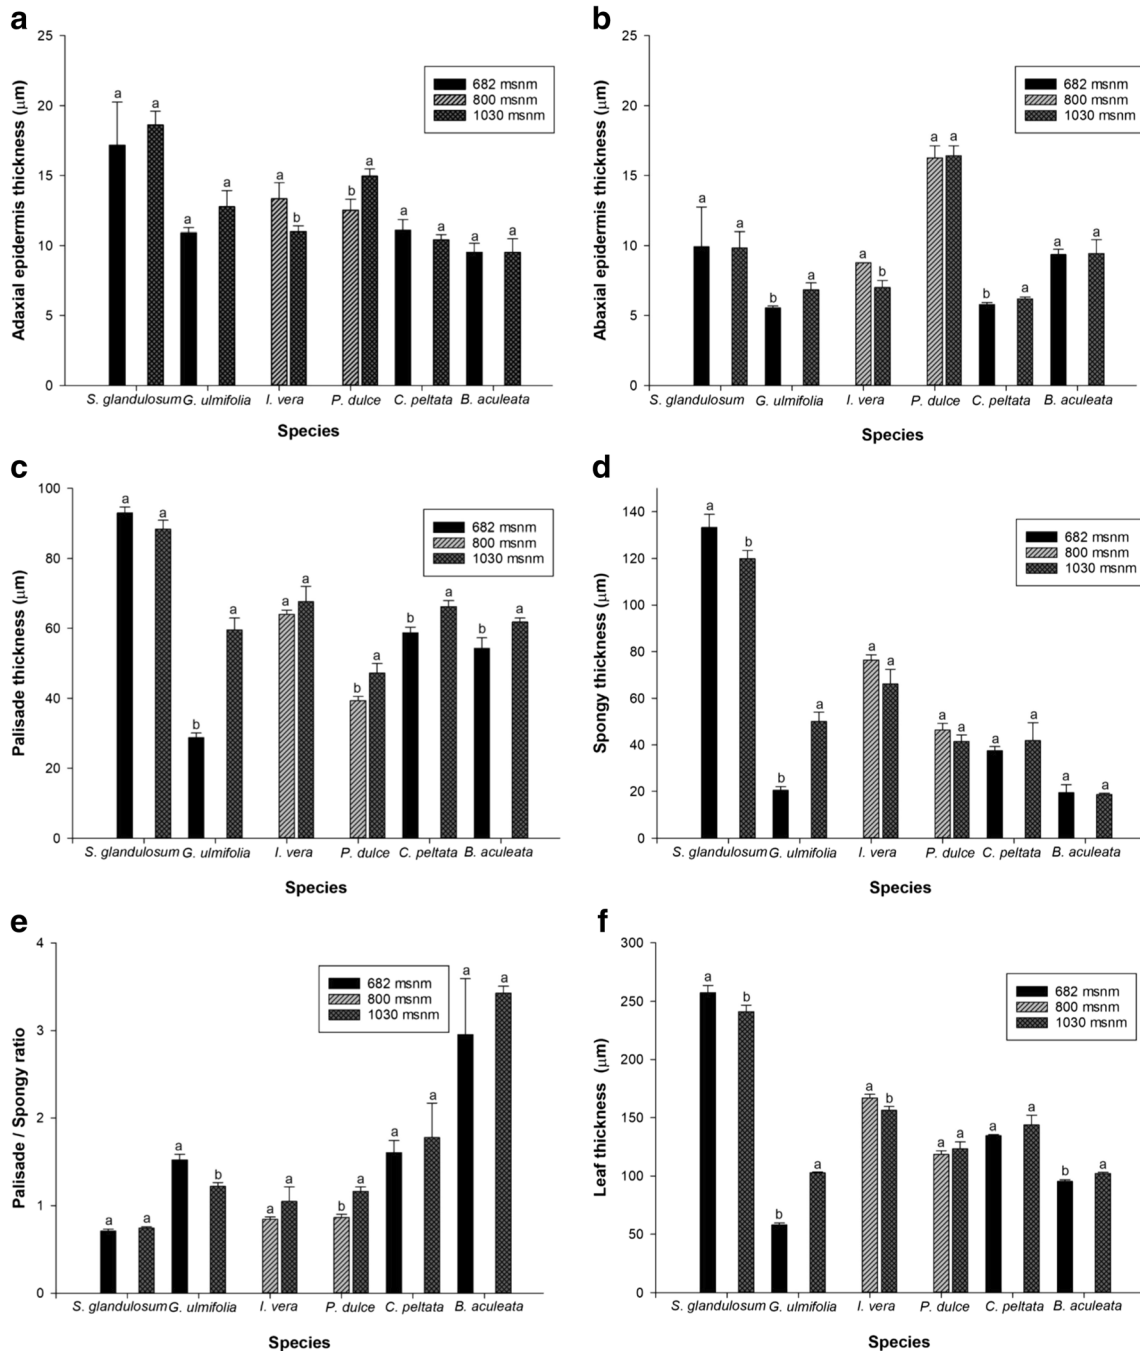 a
Adaxial epidermis thickness (μm)
25
20
15
10
5
0
682 msnm
800 msnm
1030 msnm
a a a a a b b a a a a a
S. glandulosum G. ulmifolia I. vera P. dulce C. peltata B. aculeata
Species
b
Abaxial epidermis thickness (μm)
25
20
15
10
5
0
682 msnm
800 msnm
1030 msnm
a a b a a b a a b a a a
S. glandulosum G. ulmifolia I. vera P. dulce C. peltata B. aculeata
Species
c
Palisade thickness (μm)
100
80
60
40
20
0
682 msnm
800 msnm
1030 msnm
a a b a a a b a b a b a
S. glandulosum G. ulmifolia I. vera P. dulce C. peltata B. aculeata
Species
d
Spongy thickness (μm)
140
120
100
80
60
40
20
0
682 msnm
800 msnm
1030 msnm
a b b a a a a a a a a a
S. glandulosum G. ulmifolia I. vera P. dulce C. peltata B. aculeata
Species
e
Palisade / Spongy ratio
4
3
2
1
0
682 msnm
800 msnm
1030 msnm
a a a b a a b a a a a a
S. glandulosum G. ulmifolia I. vera P. dulce C. peltata B. aculeata
Species
f
Leaf thickness (μm)
300
250
200
150
100
50
0
682 msnm
800 msnm
1030 msnm
a b b a a b a a a a b a
S. glandulosum G. ulmifolia I. vera P. dulce C. peltata B. aculeata
Species